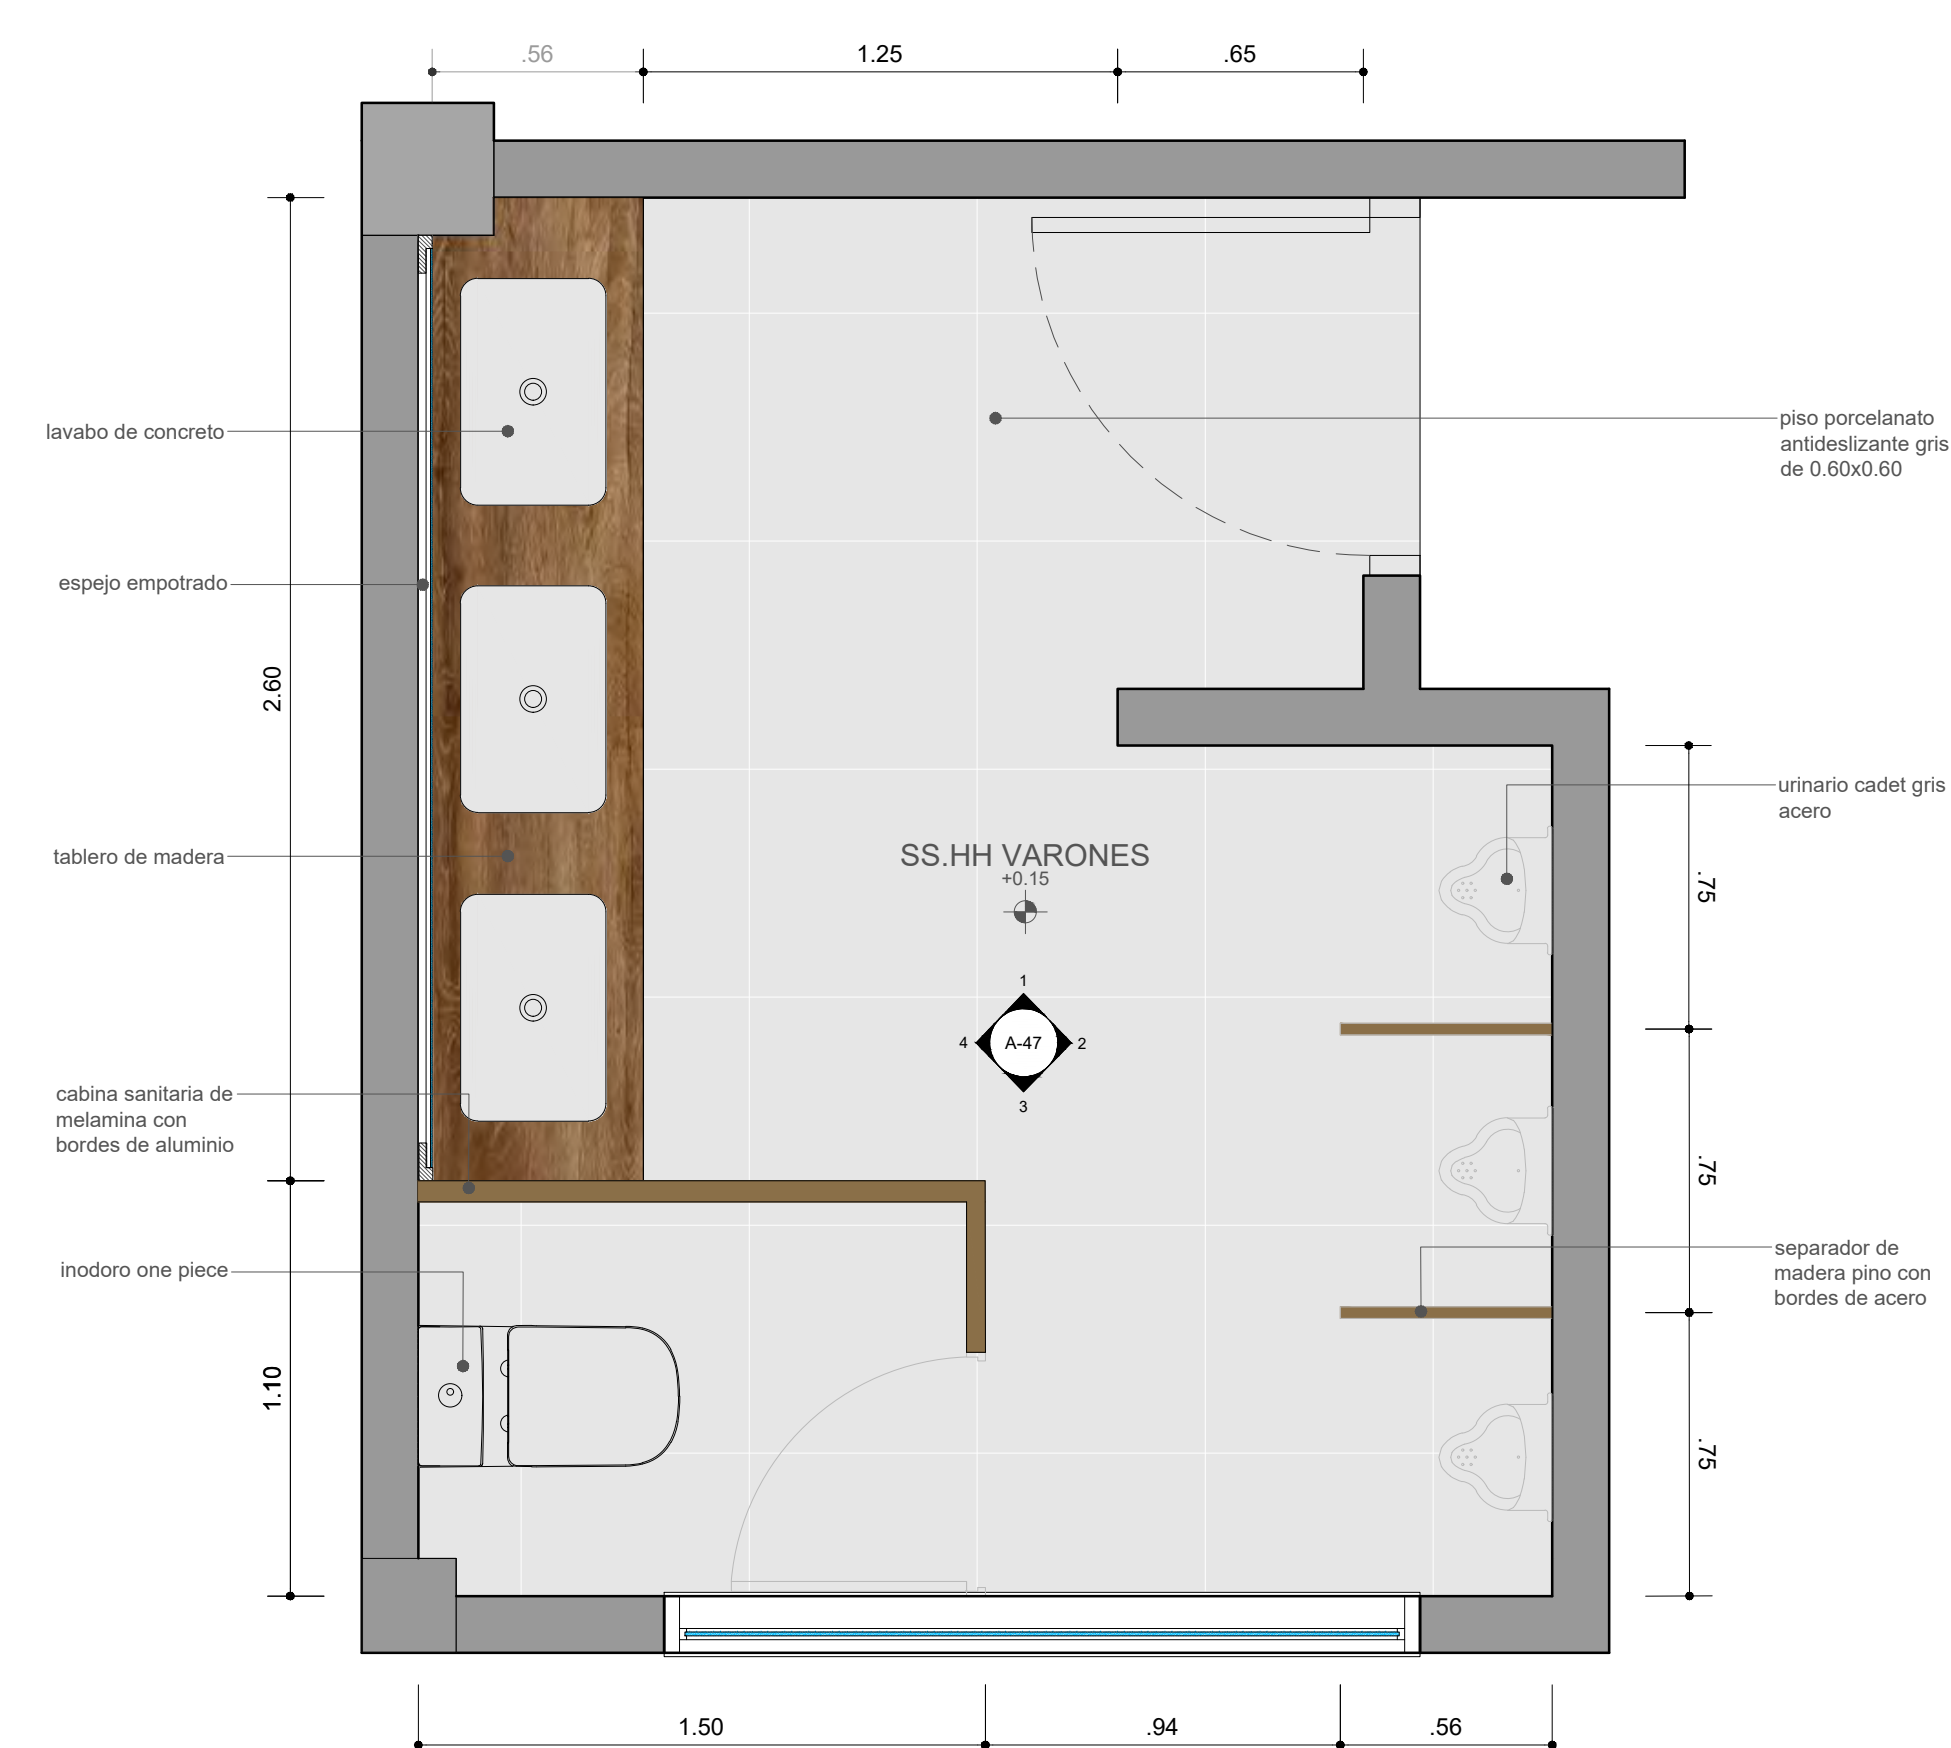 .56
1.25
.65
lavabo de concreto
piso porcelanato
antideslizante gris
de 0.60x0.60
espejo empotrado
2.60
urinario cadet gris
acero
tablero de madera
SS.HH VARONES
+0.15
.75
1
4
A-47
2
3
cabina sanitaria de
melamina con
bordes de aluminio
.75
inodoro one piece
separador de
madera pino con
bordes de acero
1.10
.75
1.50
.94
.56